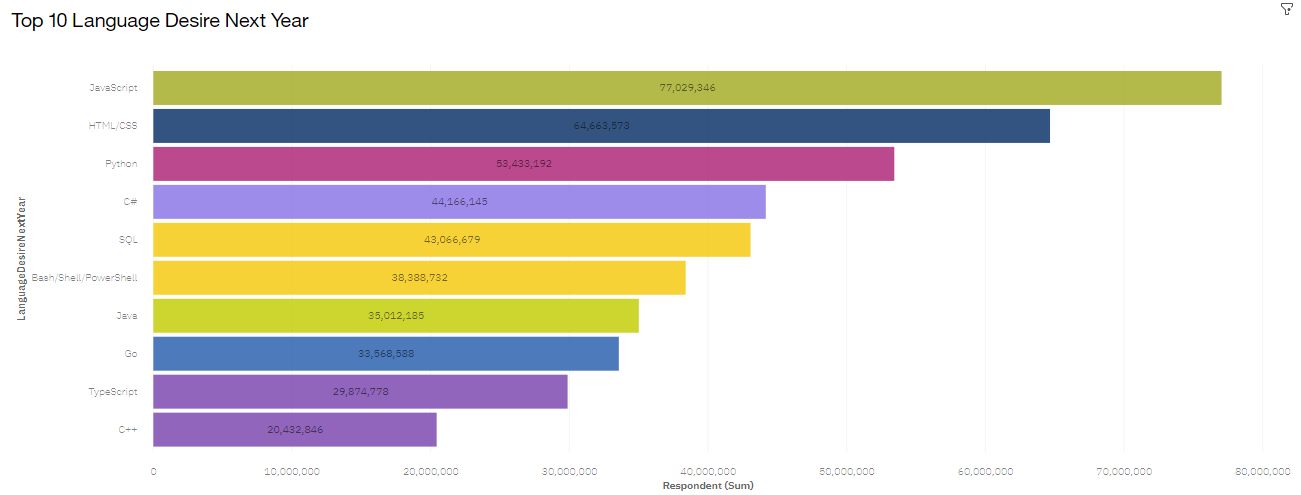 Top 10 Language Desire Next Year
LanguageDesireNextYear
JavaScript 77,029,346
HTML/CSS 64,663,573
Python 53,433,192
C# 44,166,145
SQL 43,066,679
Bash/Shell/PowerShell 38,388,732
Java 35,012,185
Go 33,568,588
TypeScript 29,874,778
C++ 20,432,846
0 10,000,000 20,000,000 30,000,000 40,000,000 50,000,000 60,000,000 70,000,000 80,000,000
Respondent (Sum)